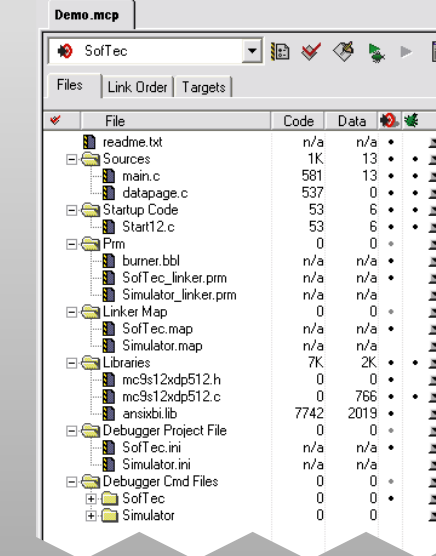 Demo.mcp
SofTec
Files Link Order Targets
File Code Data
readme.txt n/a n/a
Sources 1K 13
main.c 581 13
datapage.c 537 0
Startup Code 53 6
Start12.c 53 6
Prm 0 0
burner.bbl n/a n/a
SofTec_linker.prm n/a n/a
Simulator_linker.prm n/a n/a
Linker Map 0 0
SofTec.map n/a n/a
Simulator.map n/a n/a
Libraries 7K 2K
mc9s12xdp512.h 0 0
mc9s12xdp512.c 0 766
ansixbi.lib 7742 2019
Debugger Project File 0 0
SofTec.ini n/a n/a
Simulator.ini n/a n/a
Debugger Cmd Files 0 0
SofTec 0 0
Simulator 0 0